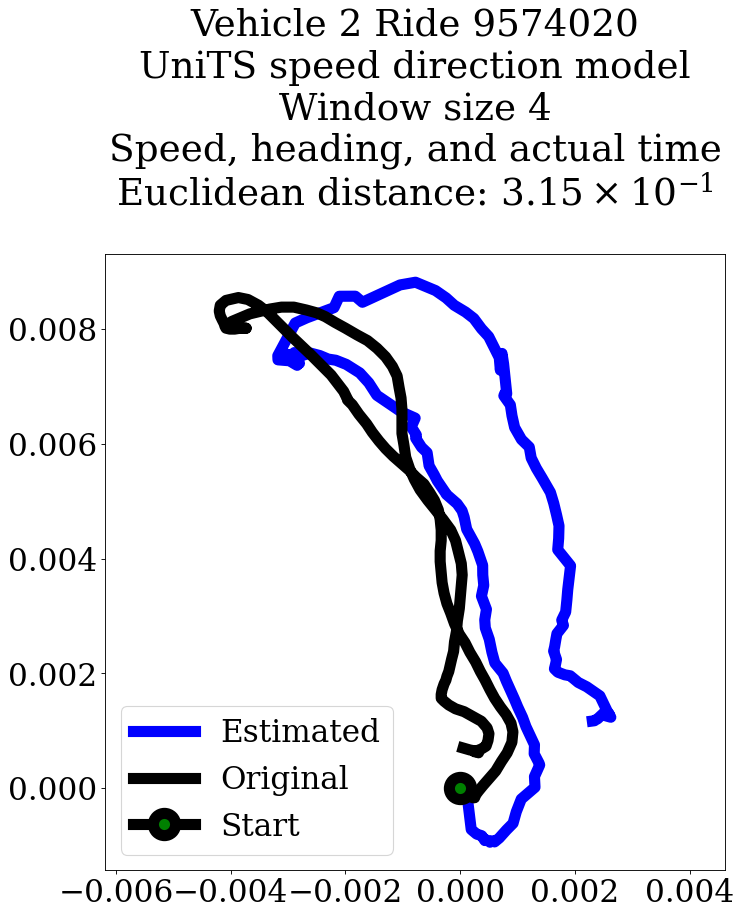 Vehicle 2 Ride 9574020
UniTS speed direction model
Window size 4
Speed, heading, and actual time
Euclidean distance: 3.15 × 10⁻¹
0.008
0.006
0.004
0.002
0.000
Estimated
Original
Start
−0.006 −0.004 −0.002 0.000 0.002 0.004